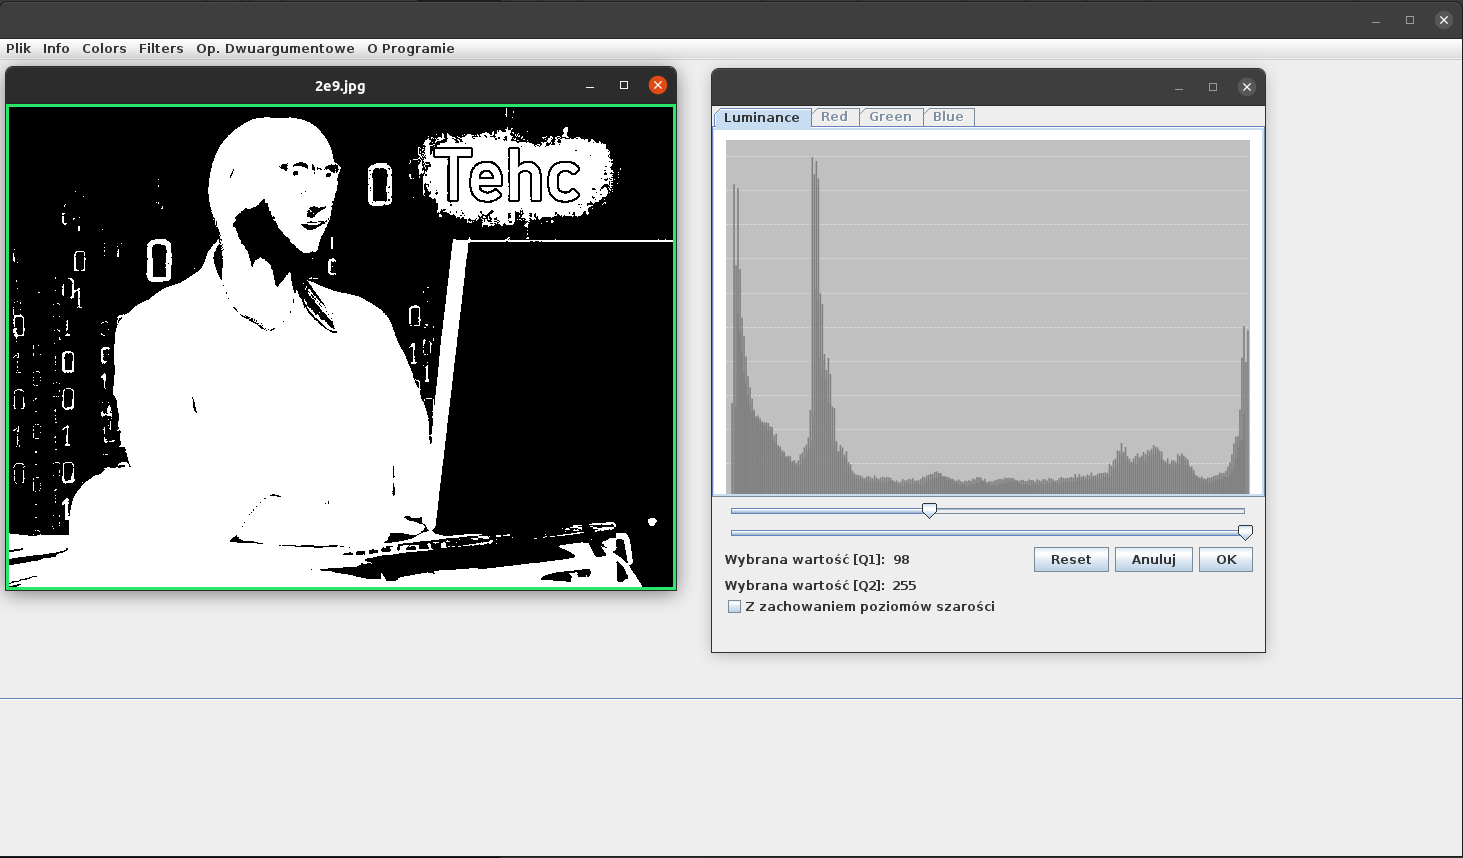 Plik Info Colors Filters Op. Dwuargumentowe O Programie
2e9.jpg
Tehc
Luminance Red Green Blue
Wybrana wartość [Q1]: 98
Reset Anuluj OK
Wybrana wartość [Q2]: 255
Z zachowaniem poziomów szarości